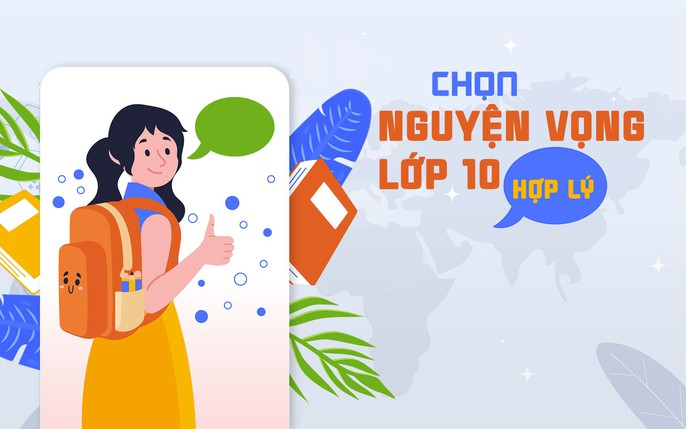 CHỌN
NGUYỆN VỌNG
LỚP 10
HỢP LÝ